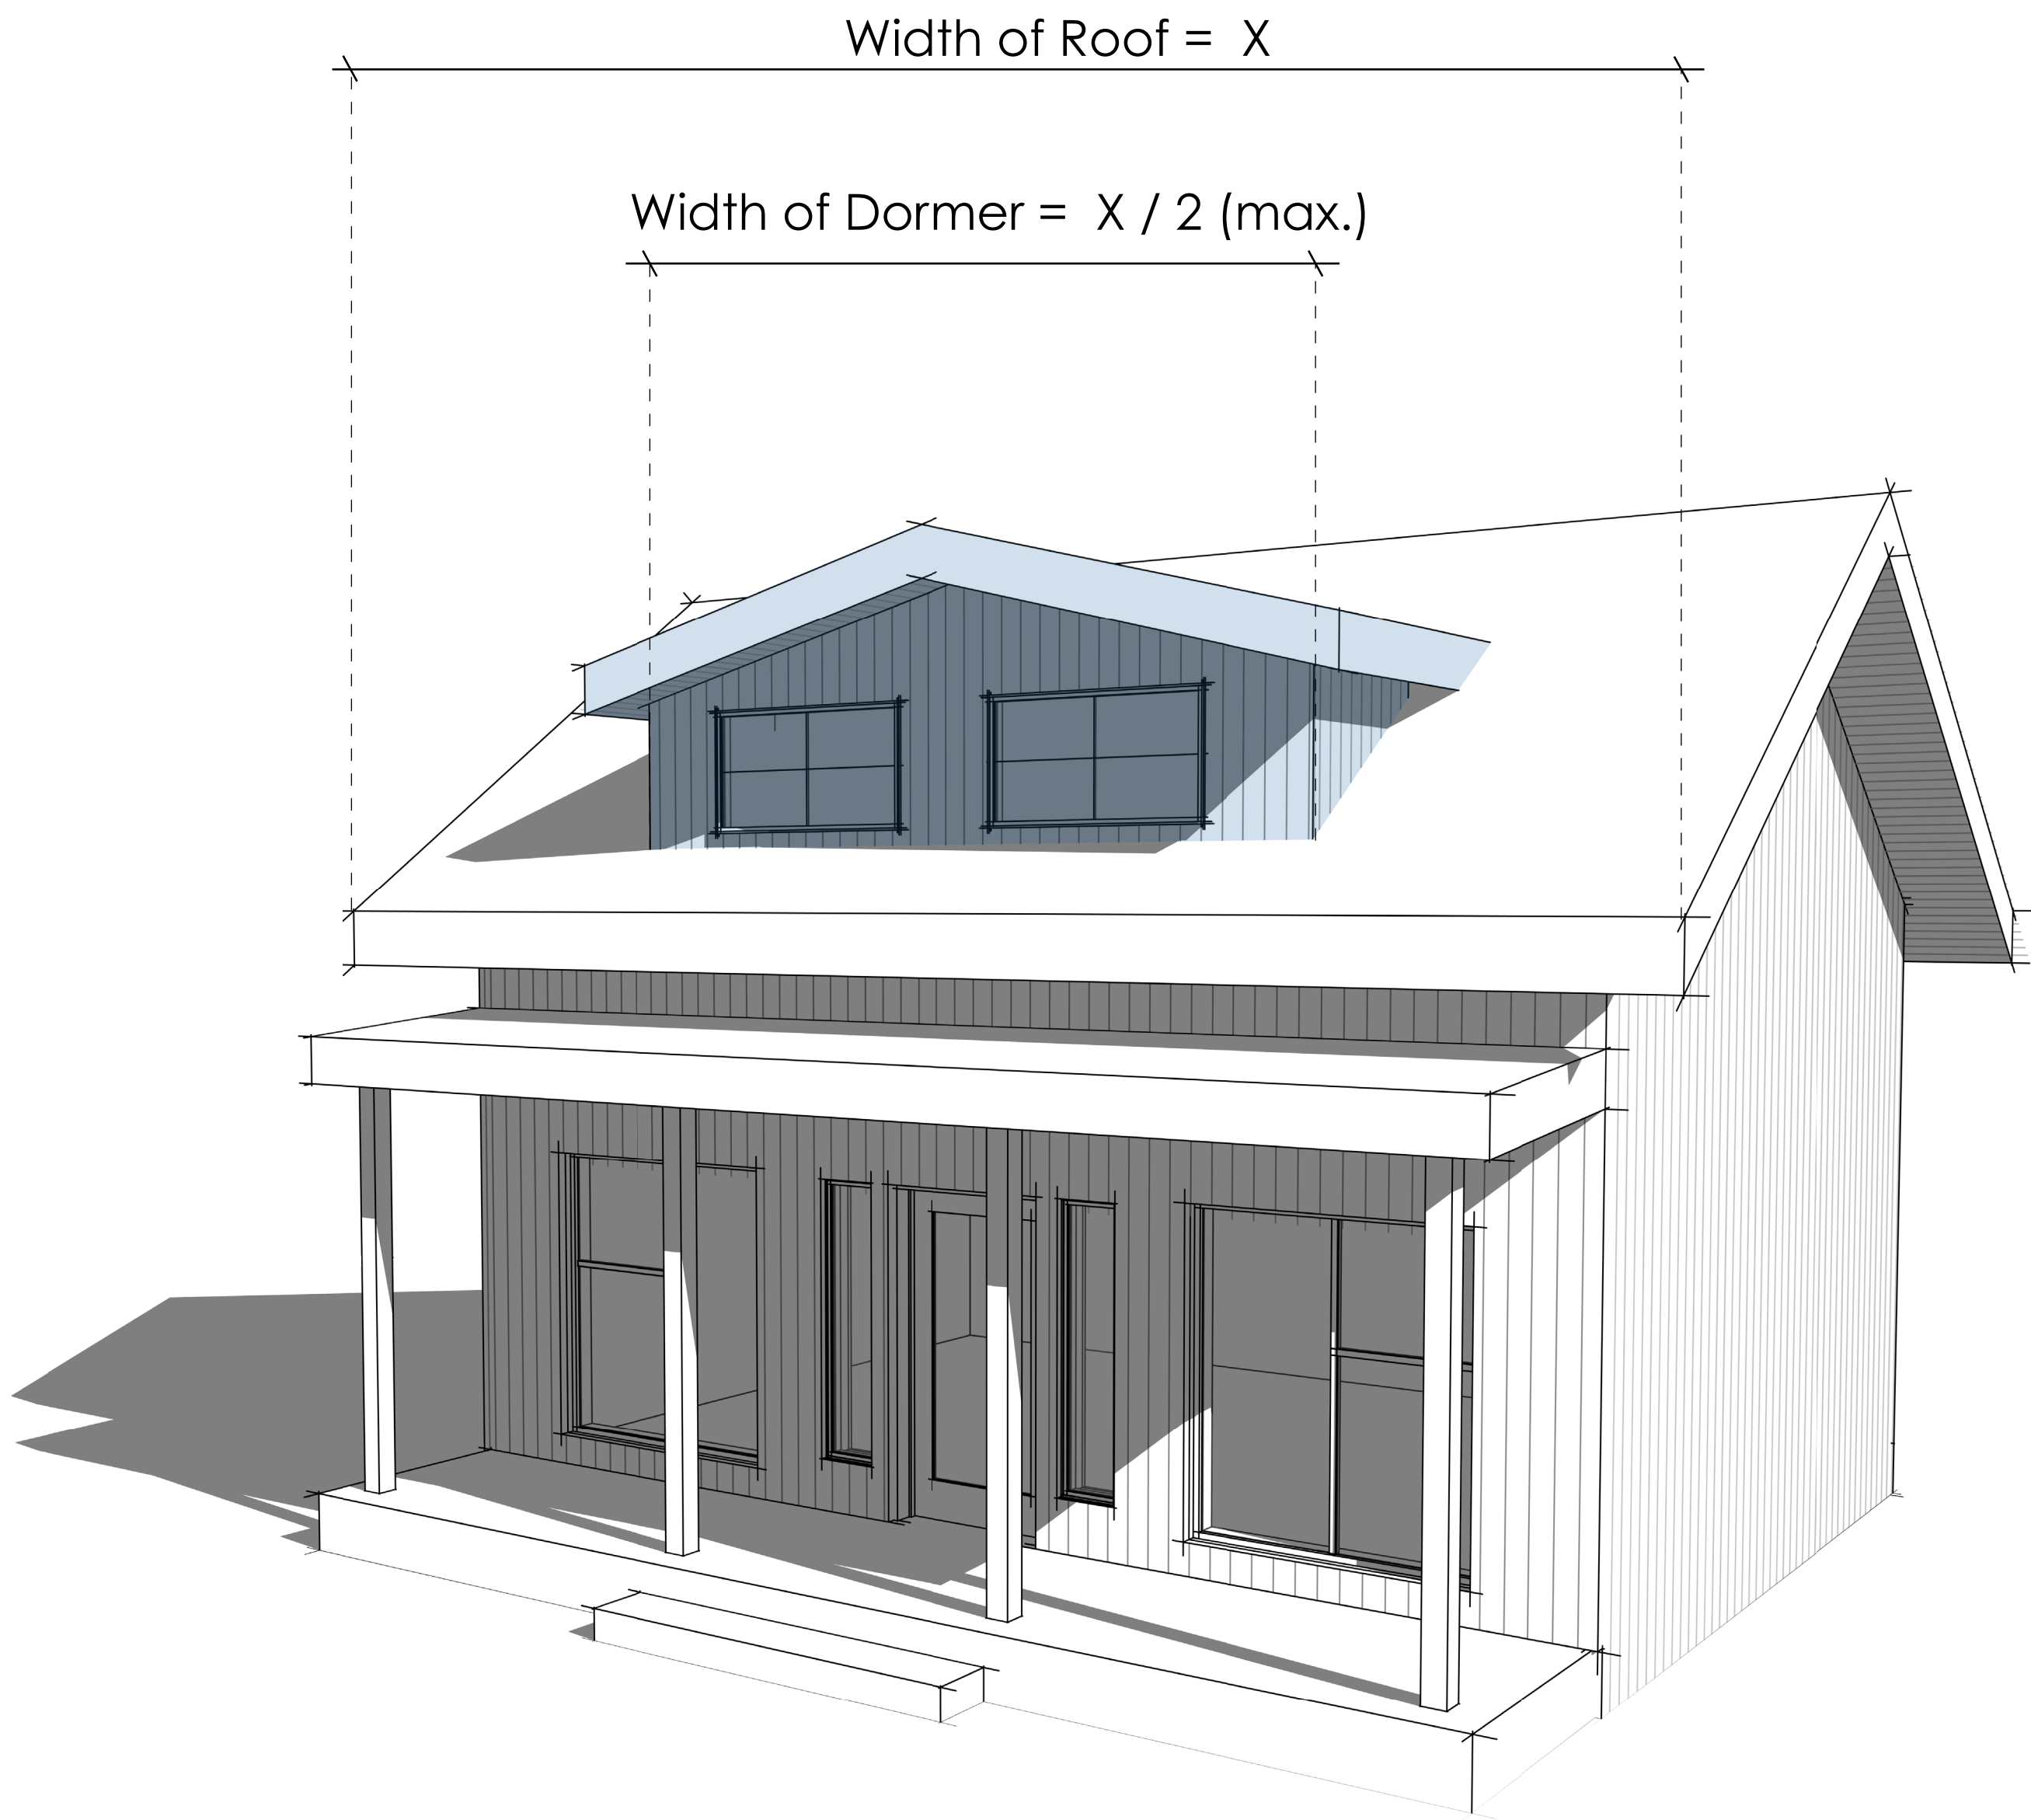 Width of Roof = X
Width of Dormer = X / 2 (max.)